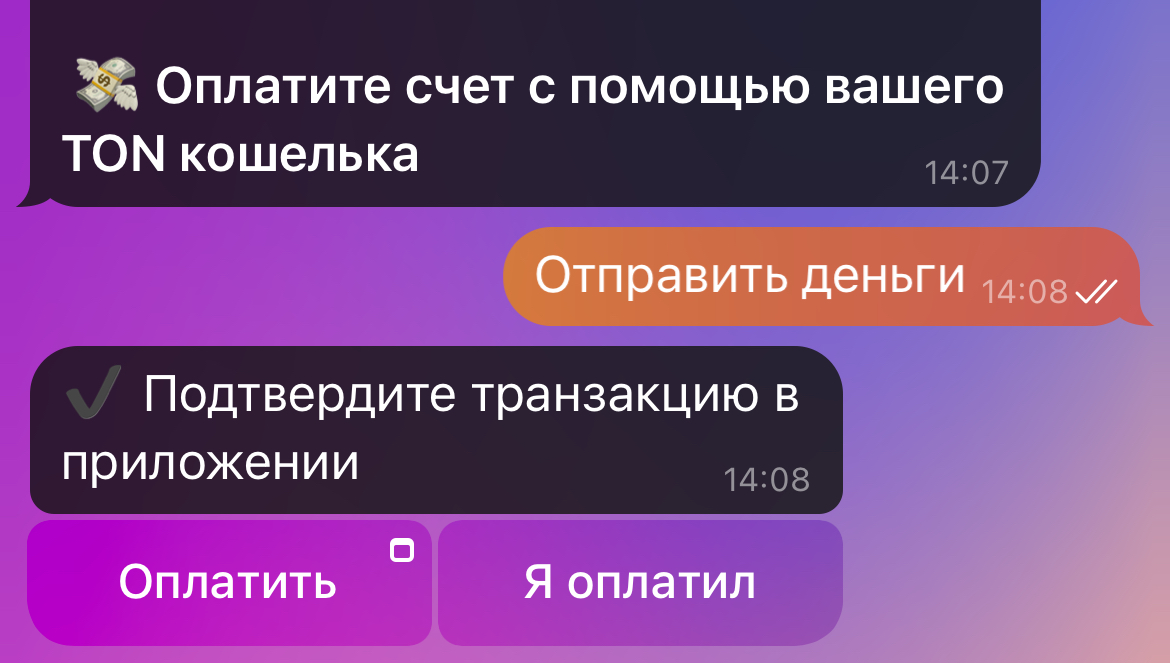 💸 Оплатите счет с помощью вашего
TON кошелька
14:07
Отправить деньги 14:08
✔️ Подтвердите транзакцию в
приложении
14:08
Оплатить
Я оплатил